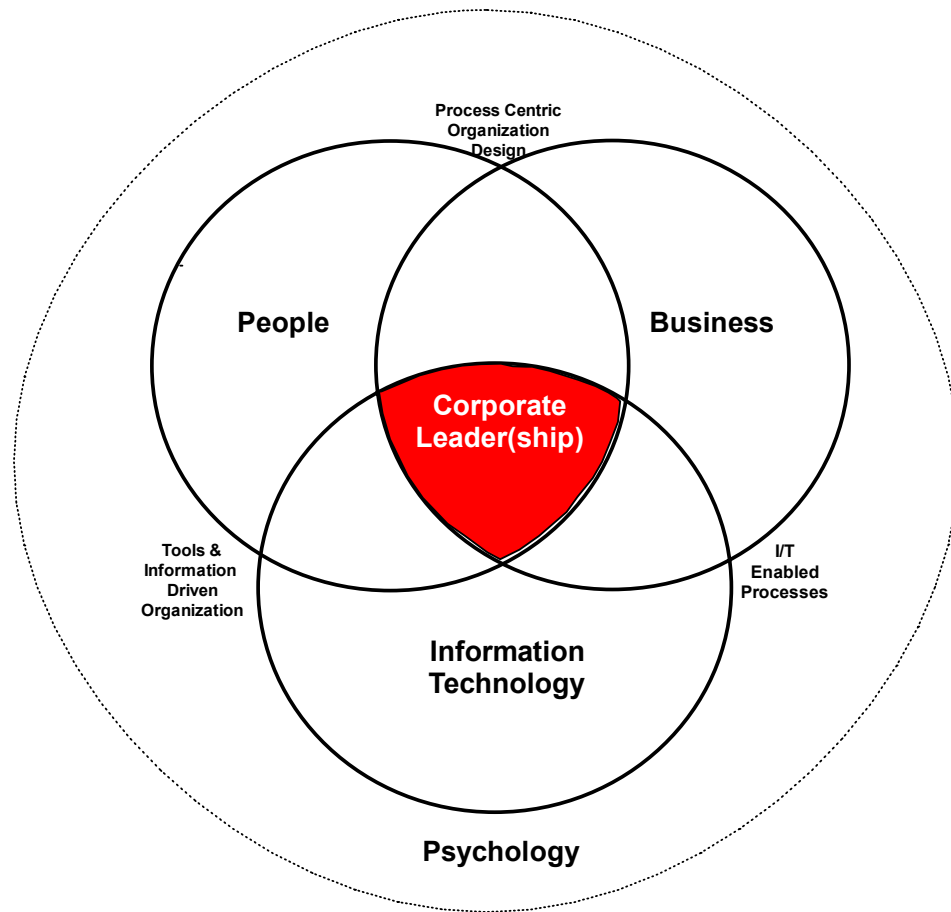 Process Centric
Organization
Design
People
Business
Corporate
Leader(ship)
Tools &
Information
Driven
Organization
I/T
Enabled
Processes
Information
Technology
Psychology